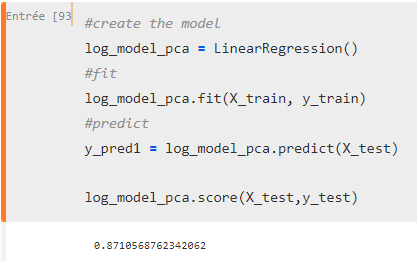 Entrée [93
#create the model
log_model_pca = LinearRegression()
#fit
log_model_pca.fit(X_train, y_train)
#predict
y_pred1 = log_model_pca.predict(X_test)
log_model_pca.score(X_test,y_test)
0.8710568762342062